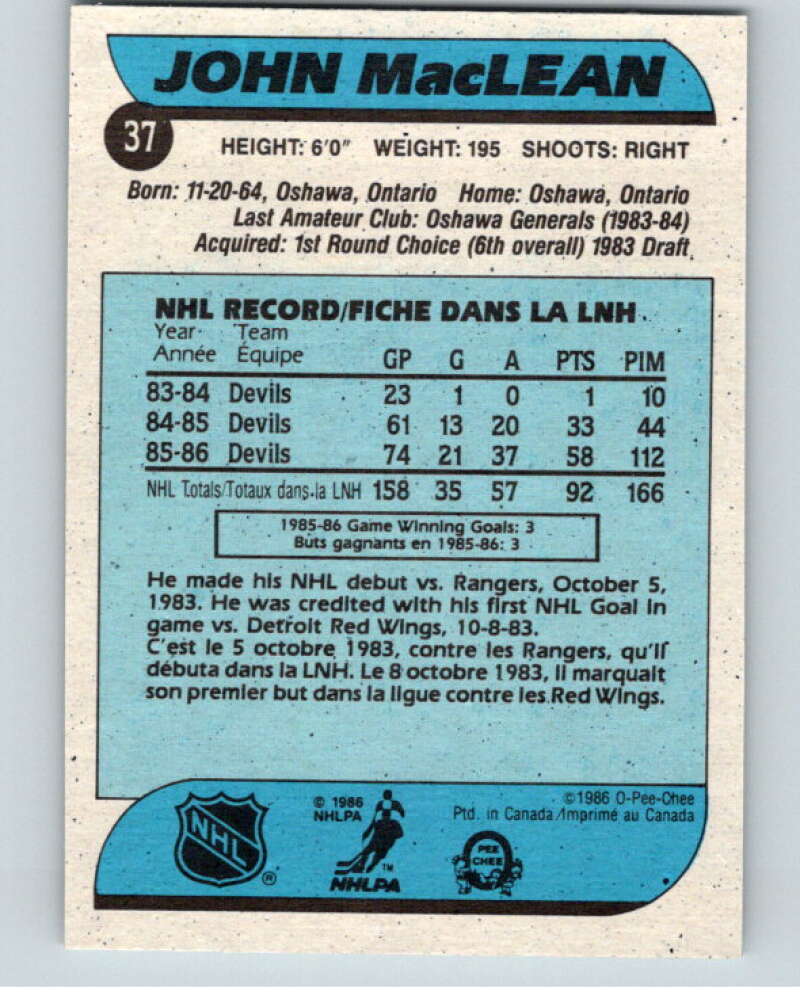 JOHN MacLEAN
37
HEIGHT: 6'0" WEIGHT: 195 SHOOTS: RIGHT
Born: 11-20-64, Oshawa, Ontario Home: Oshawa, Ontario
Last Amateur Club: Oshawa Generals (1983-84)
Acquired: 1st Round Choice (6th overall) 1983 Draft.
NHL RECORD/FICHE DANS LA LNH
Year Team
Année Équipe GP G A PTS PIM
83-84 Devils 23 1 0 1 10
84-85 Devils 61 13 20 33 44
85-86 Devils 74 21 37 58 112
NHL Totals/Totaux dans la LNH 158 35 57 92 166
1985-86 Game Winning Goals: 3
Buts gagnants en 1985-86: 3
He made his NHL debut vs. Rangers, October 5,
1983. He was credited with his first NHL Goal in
game vs. Detroit Red Wings, 10-8-83.
C'est le 5 octobre 1983, contre les Rangers, qu'il
débuta dans la LNH. Le 8 octobre 1983, il marquait
son premier but dans la ligue contre les Red Wings.
NHL ®
© 1986
NHLPA
TM
NHLPA
PEE
CHEE
©1986 O-Pee-Chee
Ptd. in Canada/Imprimé au Canada